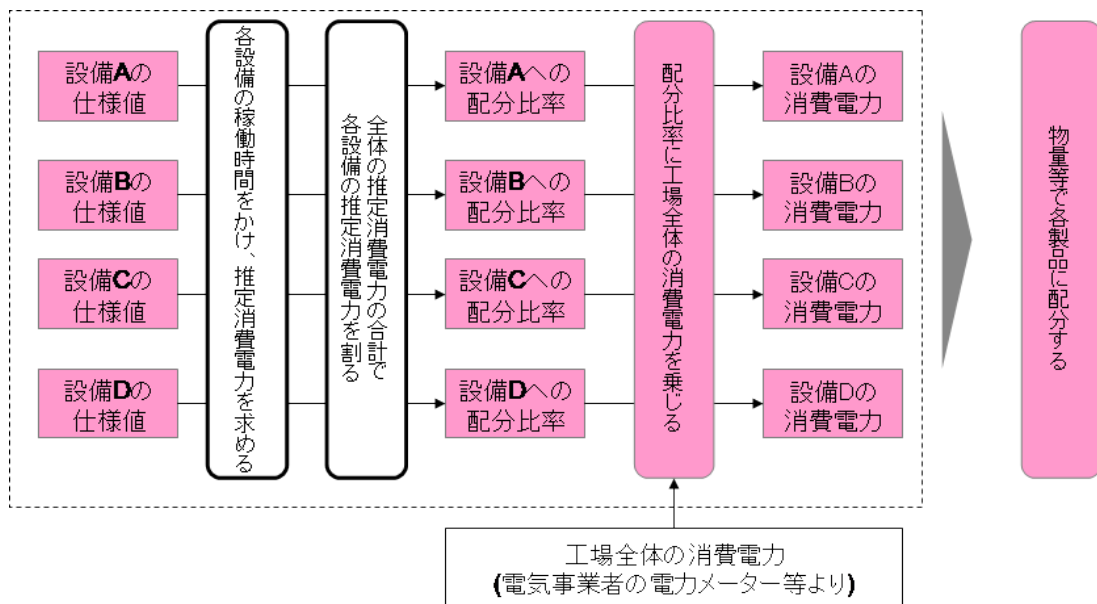 設備Aの
仕様値
設備Bの
仕様値
設備Cの
仕様値
設備Dの
仕様値
各設備の稼働時間をかけ、推定消費電力を求める
全体の推定消費電力の合計で
各設備の推定消費電力を割る
設備Aへの
配分比率
設備Bへの
配分比率
設備Cへの
配分比率
設備Dへの
配分比率
配分比率に工場全体の消費電力を乗じる
設備Aの
消費電力
設備Bの
消費電力
設備Cの
消費電力
設備Dの
消費電力
物量等で各製品に配分する
工場全体の消費電力
(電気事業者の電力メーター等より)